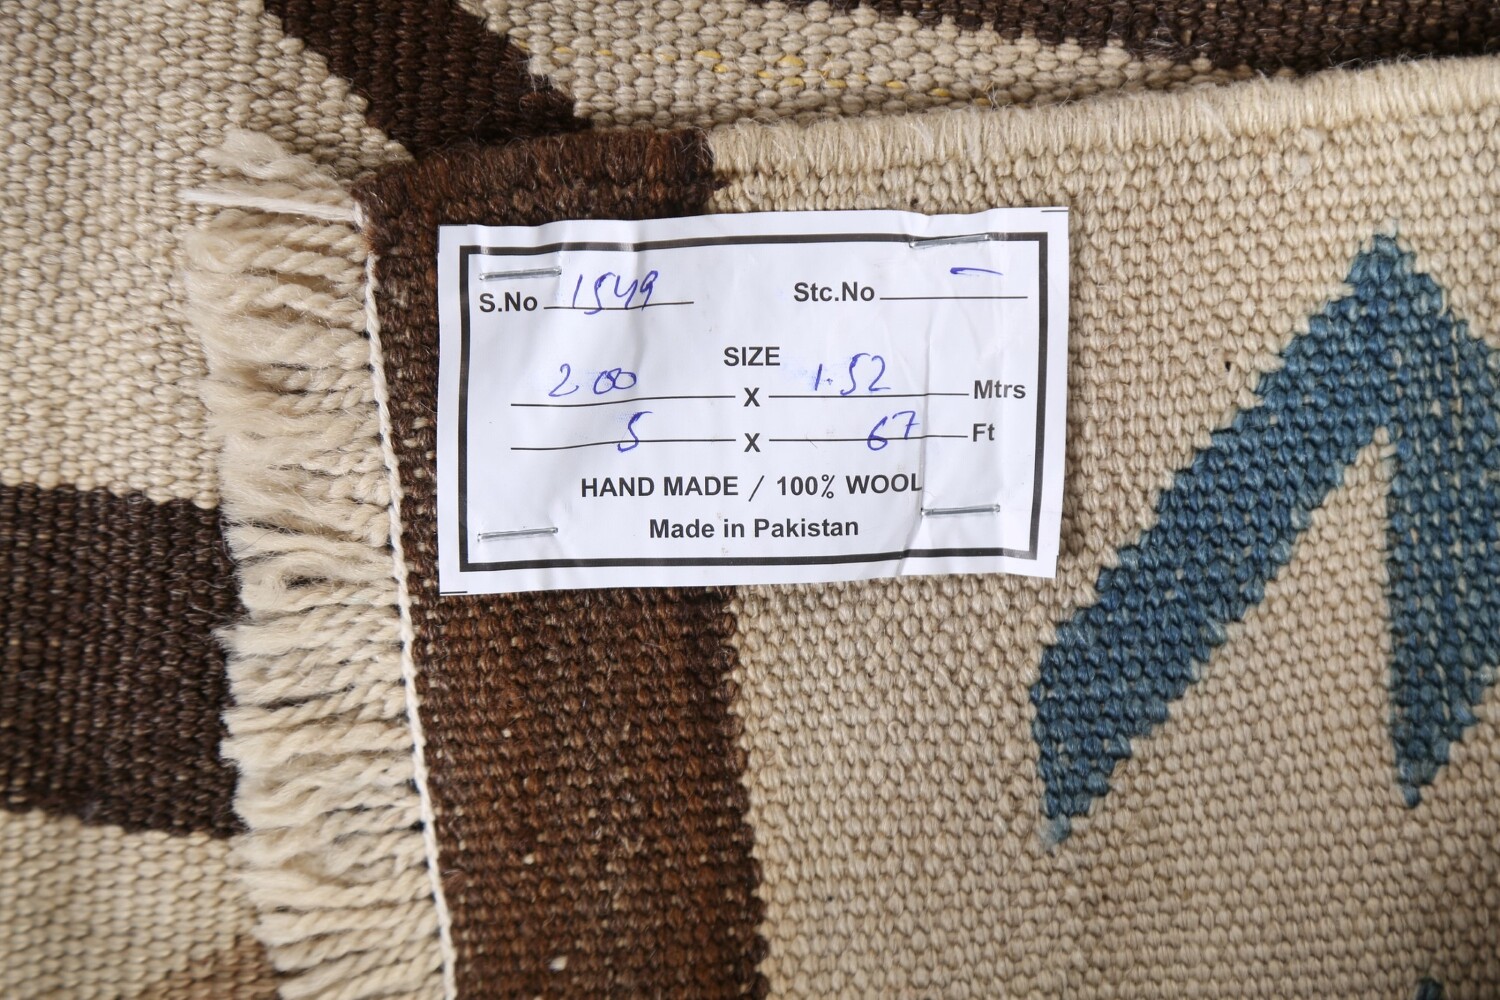 S.No 1549 Stc.No —
SIZE
2 00 X 1.52 Mtrs
5 X 67 Ft
HAND MADE / 100% WOOL
Made in Pakistan